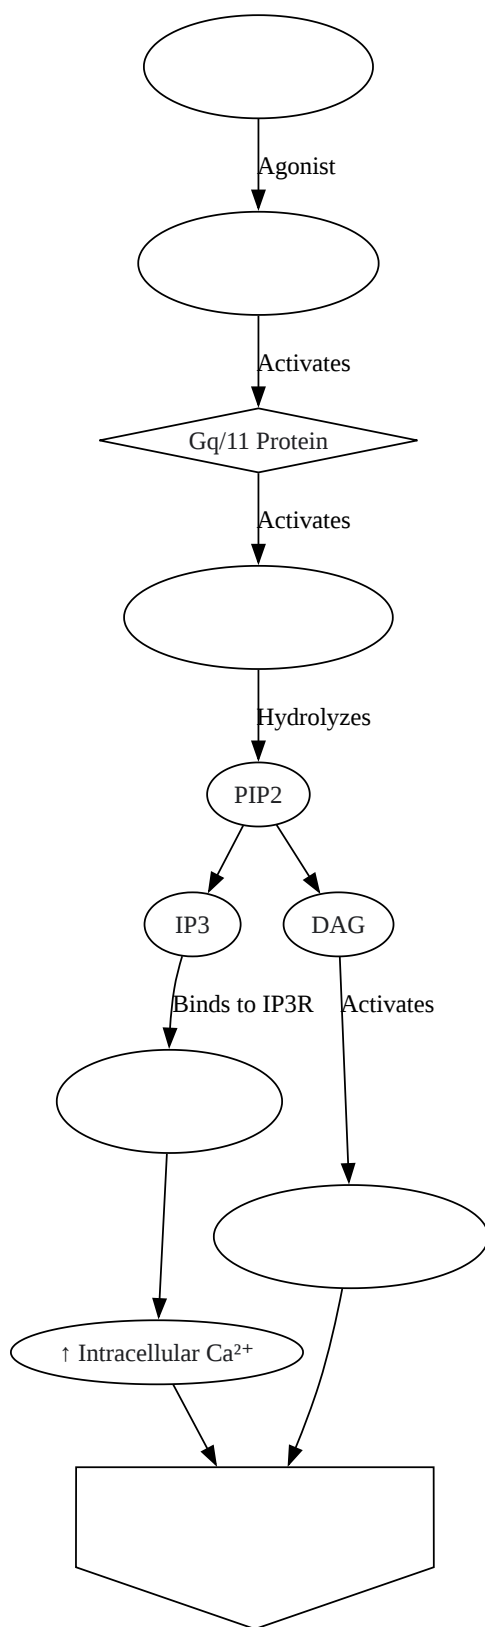 Agonist
Activates
Gq/11 Protein
Activates
Hydrolyzes
PIP2
IP3
DAG
Binds to IP3R
Activates
↑ Intracellular Ca²⁺